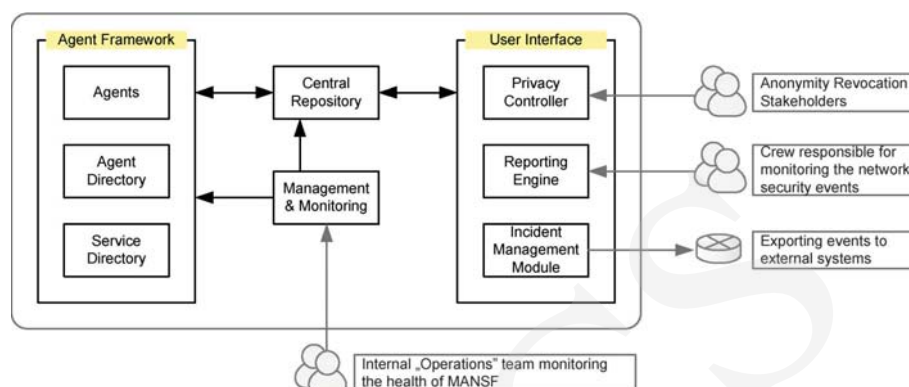 Agent Framework
Agents
Agent
Directory
Service
Directory
Central
Repository
Management
& Monitoring
User Interface
Privacy
Controller
Reporting
Engine
Incident
Management
Module
Anonymity Revocation
Stakeholders
Crew responsible for
monitoring the network
security events
Exporting events to
external systems
Internal „Operations" team monitoring
the health of MANSF